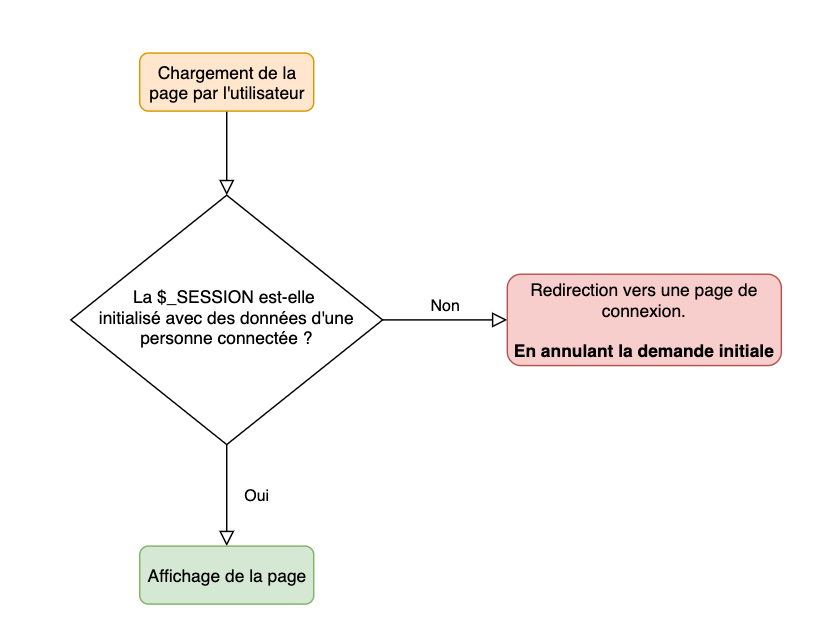 Chargement de la
page par l'utilisateur
La $_SESSION est-elle
initialisé avec des données d'une
personne connectée ?
Non
Redirection vers une page de
connexion.
En annulant la demande initiale
Oui
Affichage de la page